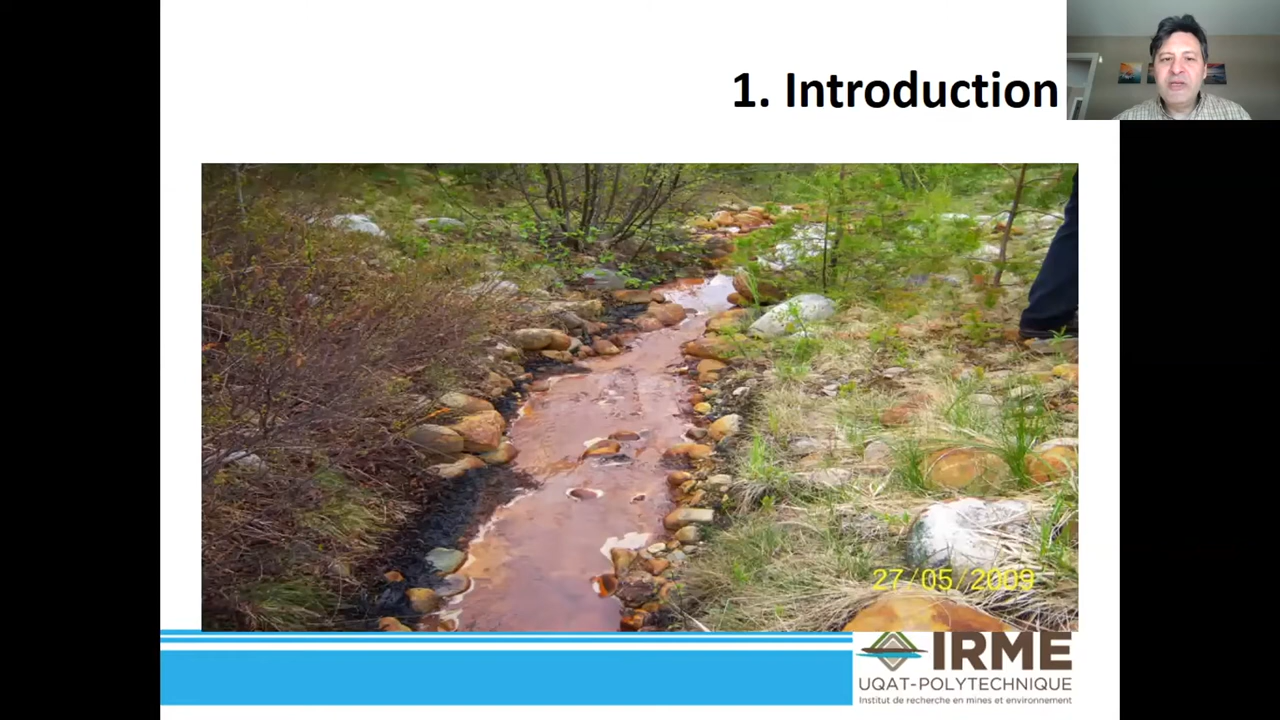 1. Introduction
27/05/2009
IRME
UQAT-POLYTECHNIQUE
Institut de recherche en mines et environnement